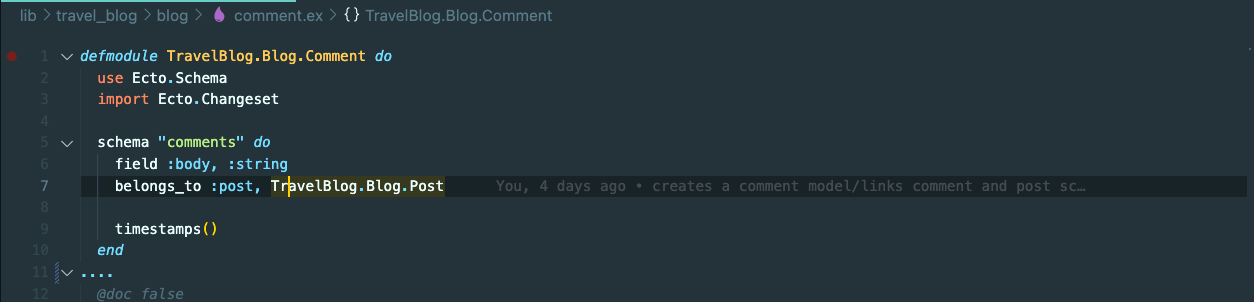 lib > travel_blog > blog > comment.ex > {} TravelBlog.Blog.Comment
1 defmodule TravelBlog.Blog.Comment do
2 use Ecto.Schema
3 import Ecto.Changeset
4
5 schema "comments" do
6 field :body, :string
7 belongs_to :post, TravelBlog.Blog.Post You, 4 days ago • creates a comment model/links comment and post sc…
8
9 timestamps()
10 end
11 ....
12 @doc false